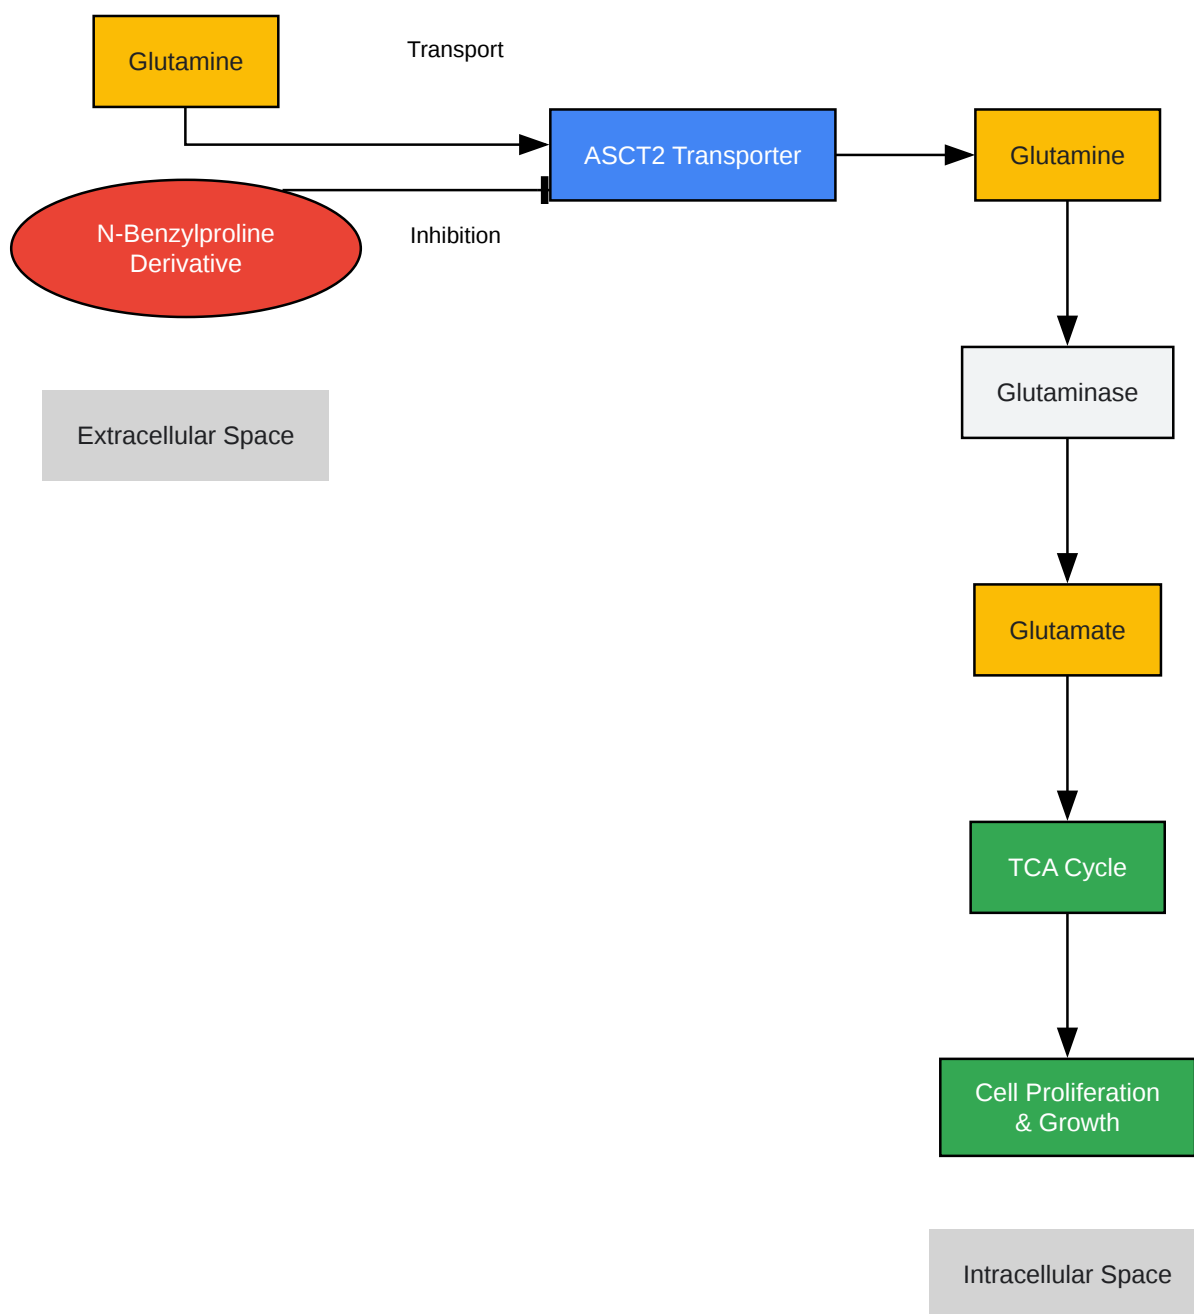 Glutamine
Transport
ASCT2 Transporter
Glutamine
N-Benzylproline
Derivative
Inhibition
Glutaminase
Extracellular Space
Glutamate
TCA Cycle
Cell Proliferation
& Growth
Intracellular Space